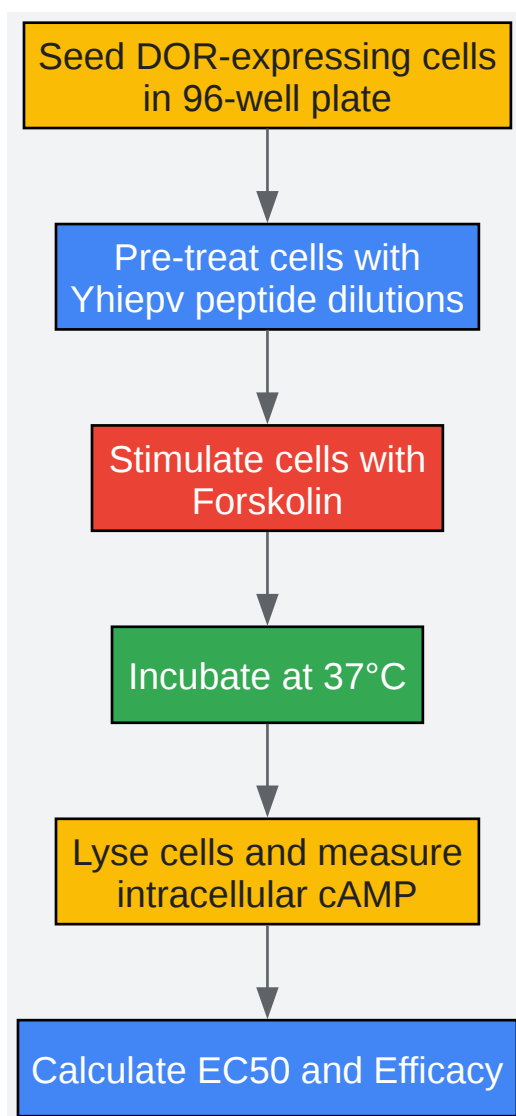 Seed DOR-expressing cells
in 96-well plate
Pre-treat cells with
Yhiepv peptide dilutions
Stimulate cells with
Forskolin
Incubate at 37°C
Lyse cells and measure
intracellular cAMP
Calculate EC50 and Efficacy